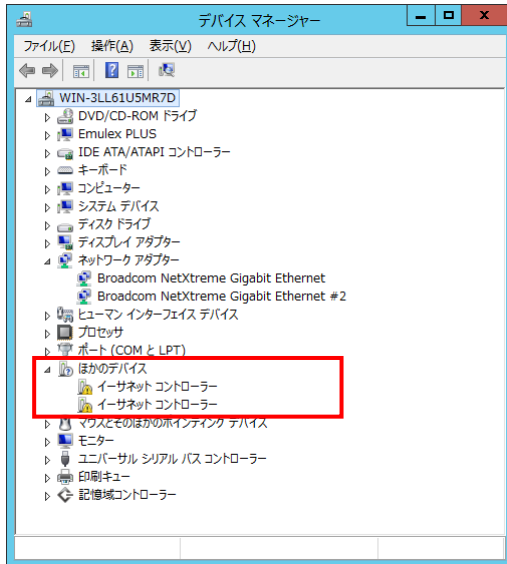 デバイス マネージャー
ファイル(F) 操作(A) 表示(V) ヘルプ(H)
WIN-3LL61U5MR7D
DVD/CD-ROM ドライブ
Emulex PLUS
IDE ATA/ATAPI コントローラー
キーボード
コンピューター
システム デバイス
ディスク ドライブ
ディスプレイ アダプター
ネットワーク アダプター
Broadcom NetXtreme Gigabit Ethernet
Broadcom NetXtreme Gigabit Ethernet #2
ヒューマン インターフェイス デバイス
プロセッサ
ポート (COM と LPT)
ほかのデバイス
イーサネット コントローラー
イーサネット コントローラー
マウスとそのほかのポインティング デバイス
モニター
ユニバーサル シリアル バス コントローラー
印刷キュー
記憶域コントローラー